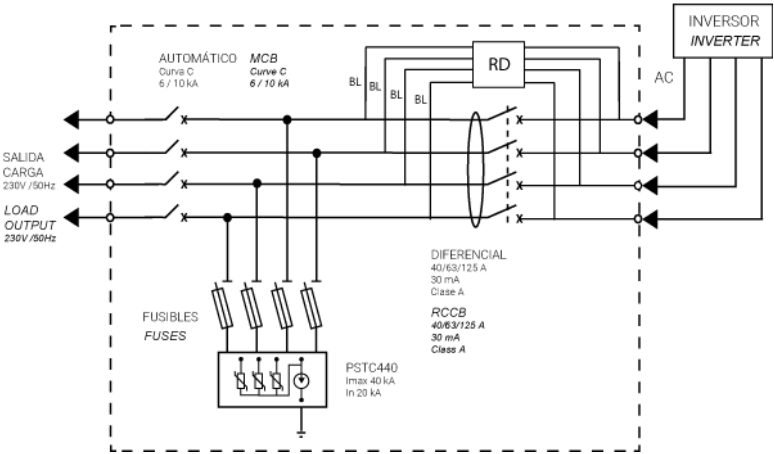 INVERSOR
INVERTER
AUTOMÁTICO
Curva C
6 / 10 kA
MCB
Curve C
6 / 10 kA
RD
BL
BL
BL
BL
AC
SALIDA
CARGA
230V /50Hz
LOAD
OUTPUT
230V /50Hz
DIFERENCIAL
40/63/125 A
30 mA
Clase A
RCCB
40/63/125 A
30 mA
Class A
FUSIBLES
FUSES
PSTC440
Imax 40 kA
In 20 kA